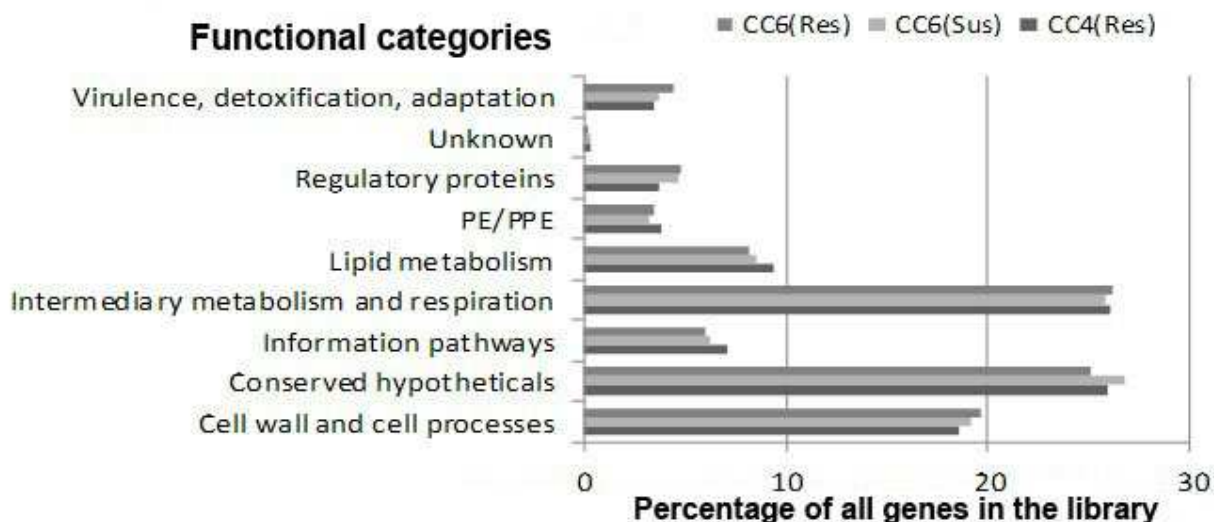 Functional categories
CC6(Res) CC6(Sus) CC4(Res)
Virulence, detoxification, adaptation
Unknown
Regulatory proteins
PE/PPE
Lipid metabolism
Intermediary metabolism and respiration
Information pathways
Conserved hypotheticals
Cell wall and cell processes
0 10 20 30
Percentage of all genes in the library